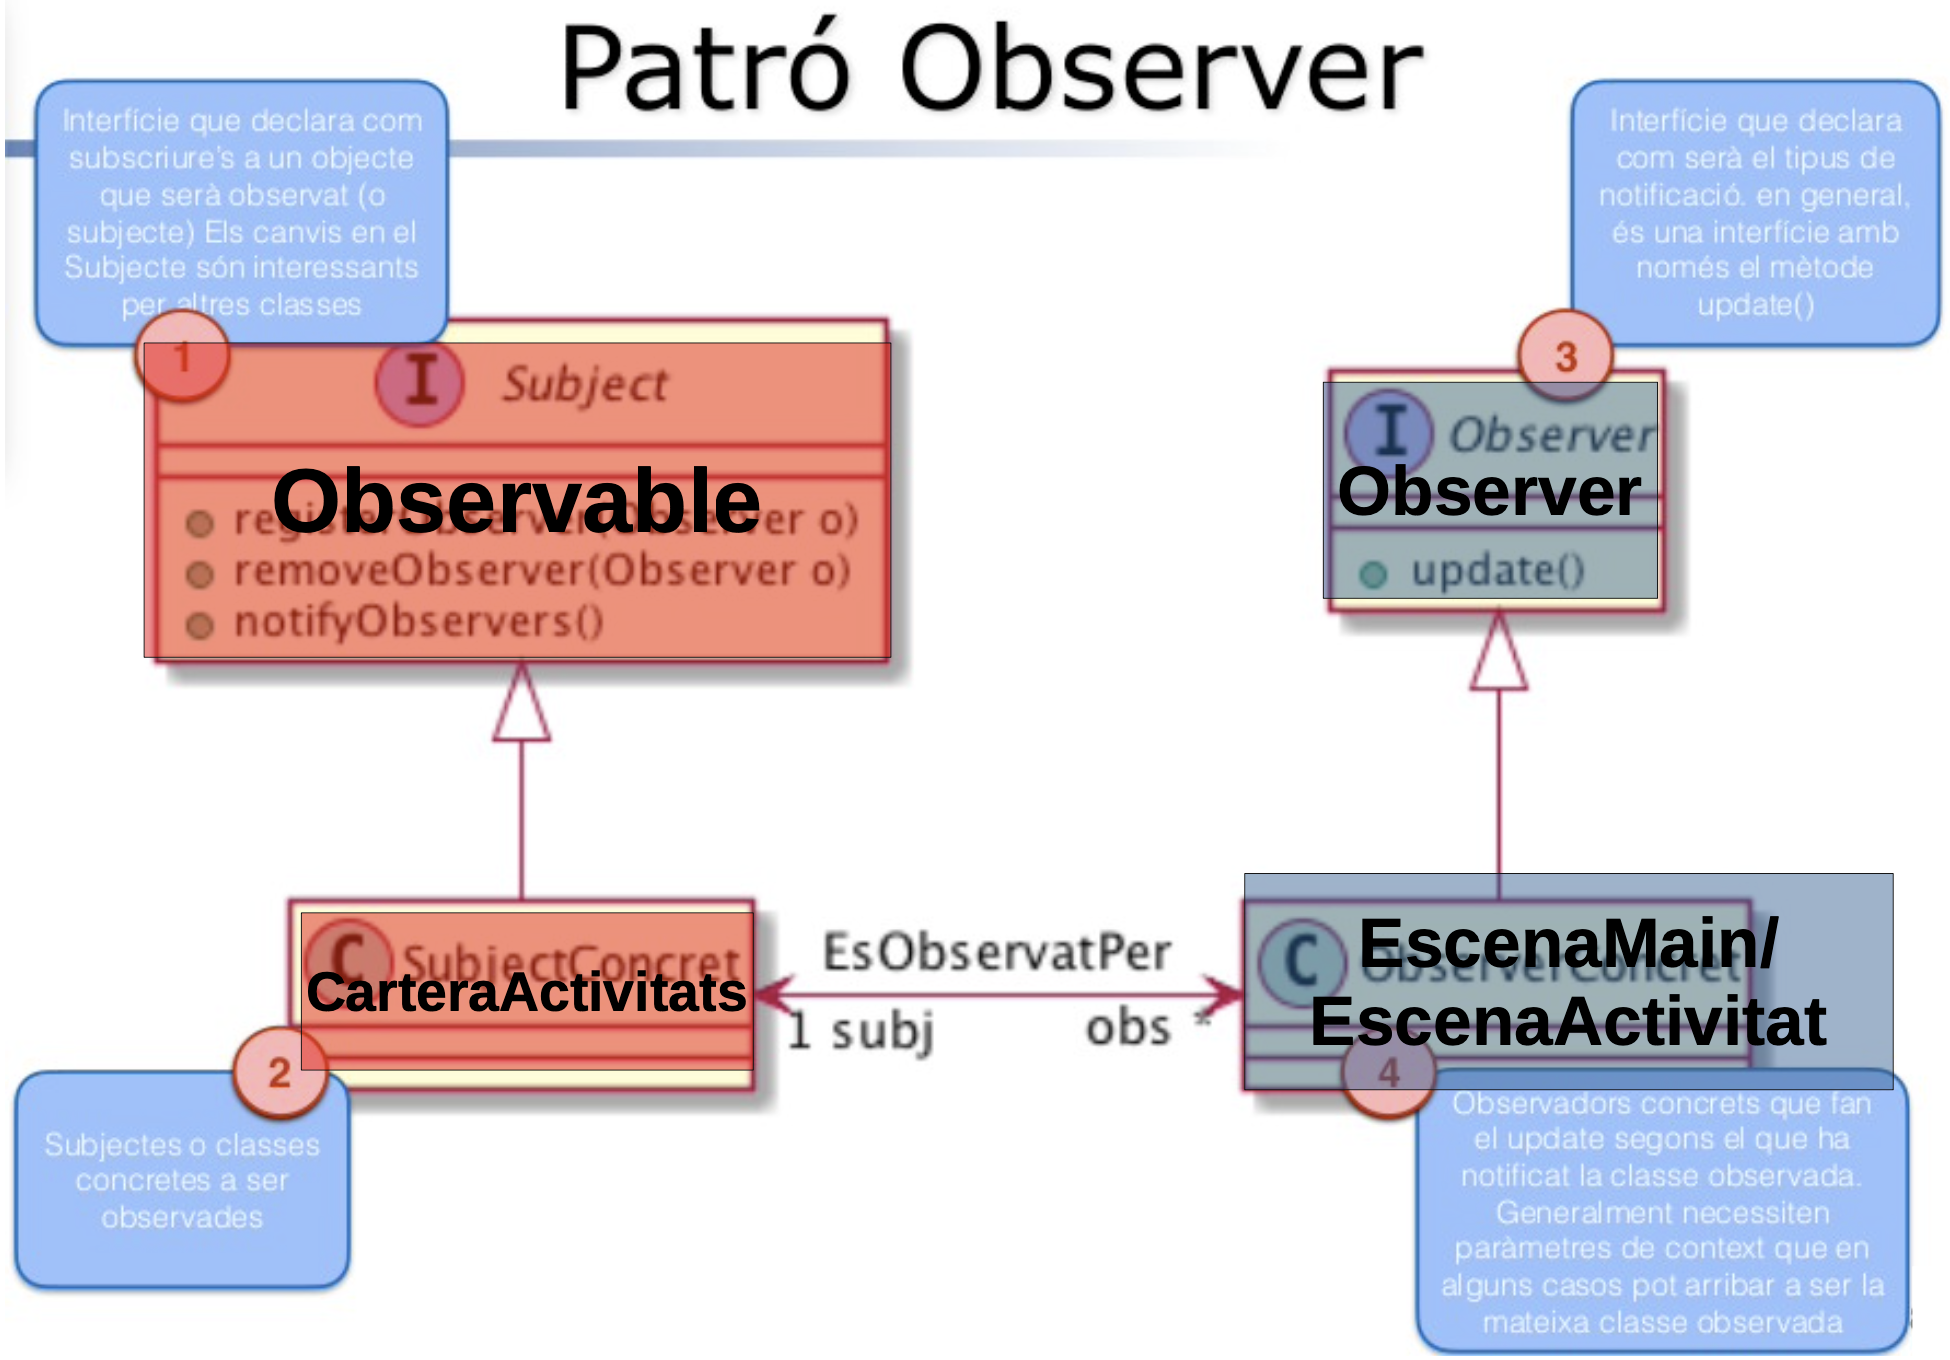 Patró Observer
Interfície que declara com
subscriure's a un objecte
que serà observat (o
subjecte) Els canvis en el
Subjecte són interessants
per altres classes
1
I Subject
Observable
registerObserver(Observer o)
removeObserver(Observer o)
notifyObservers()
Interfície que declara
com serà el tipus de
notificació. en general,
és una interfície amb
només el mètode
update()
3
I Observer
Observer
update()
C SubjectConcret
CarteraActivitats
EsObservatPer
1 subj
obs *
C ObserverConcret
EscenaMain/
EscenaActivitat
2
Subjectes o classes
concretes a ser
observades
4
Observadors concrets que fan
el update segons el que ha
notificat la classe observada.
Generalment necessiten
paràmetres de context que en
alguns casos pot arribar a ser la
mateixa classe observada